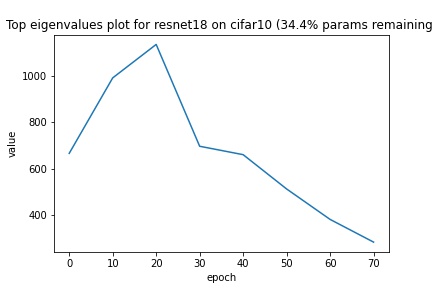 Top eigenvalues plot for resnet18 on cifar10 (34.4% params remaining
1000
800
600
400
value
0 10 20 30 40 50 60 70
epoch